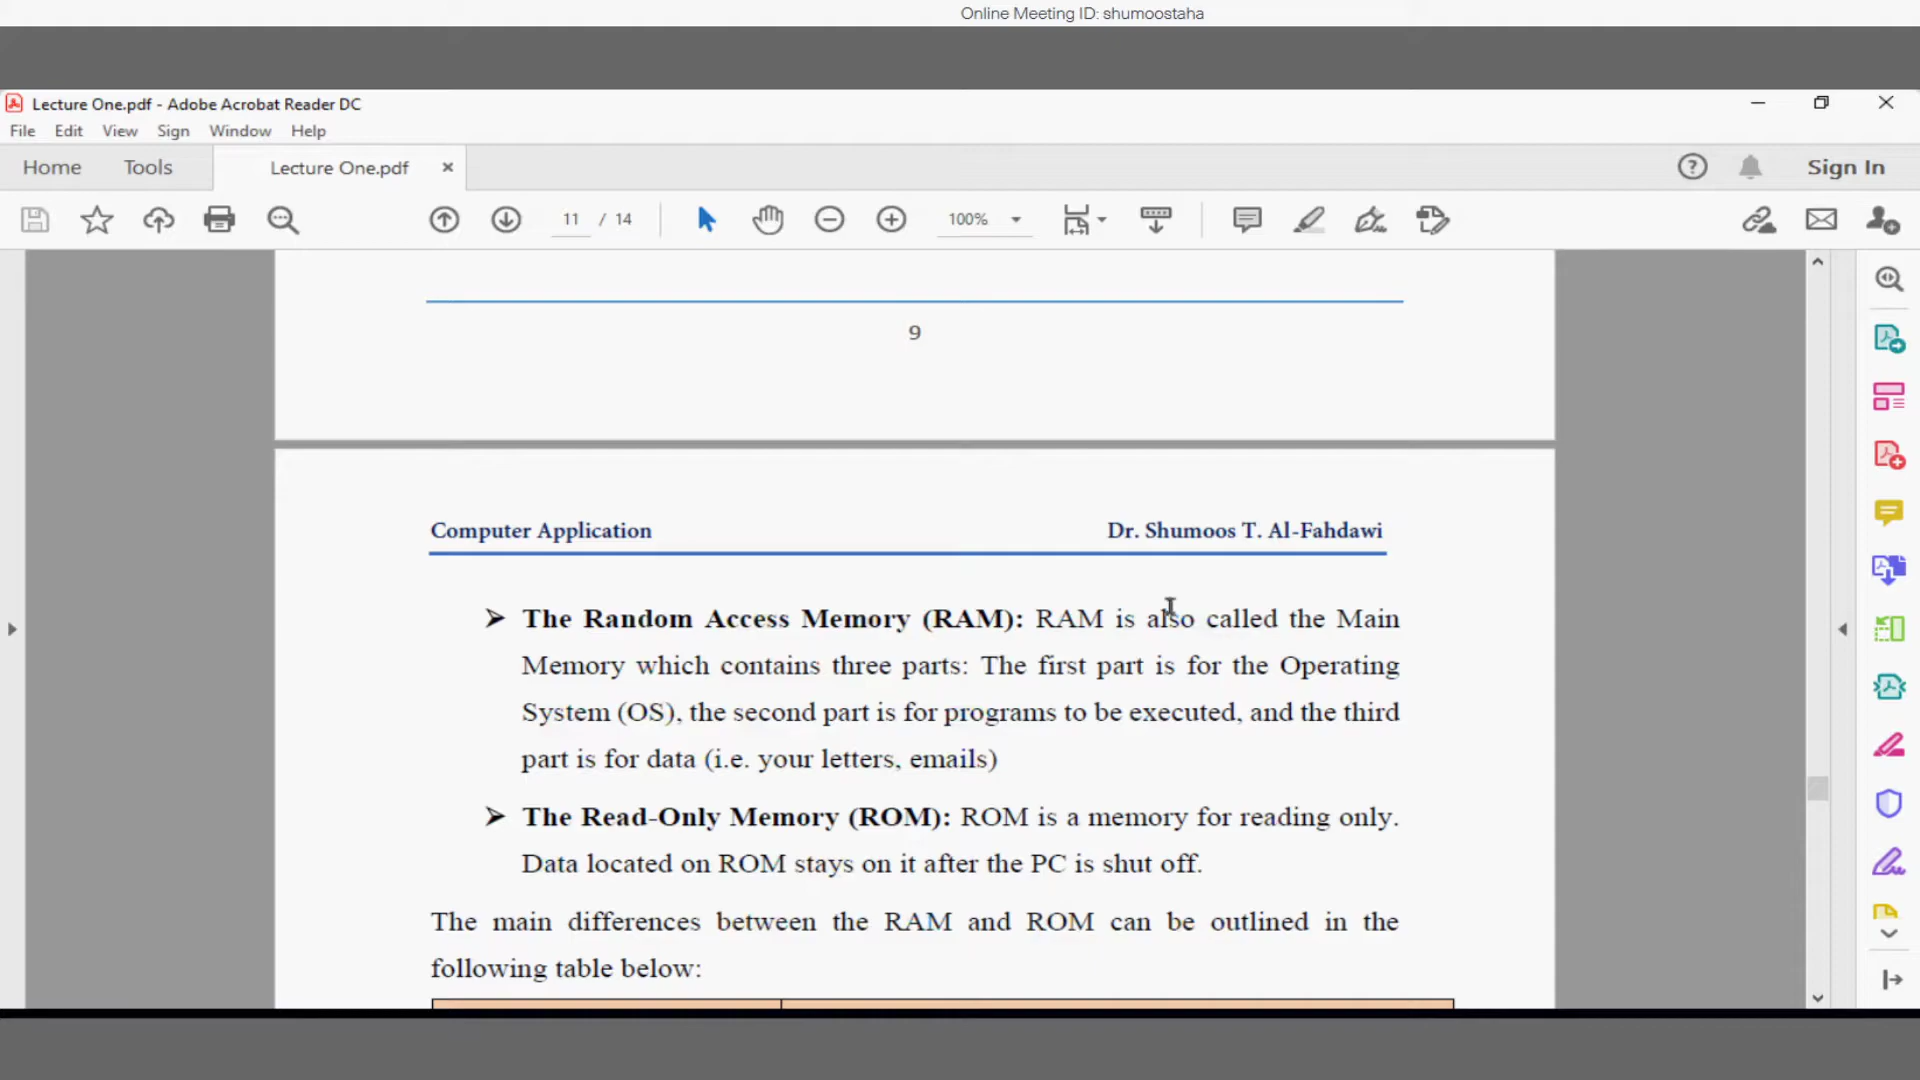 Online Meeting ID: shumoostaha
Lecture One.pdf - Adobe Acrobat Reader DC
File Edit View Sign Window Help
Home Tools Lecture One.pdf Sign In
11 / 14 100%
9
Computer Application Dr. Shumoos T. Al-Fahdawi
The Random Access Memory (RAM): RAM is also called the Main
Memory which contains three parts: The first part is for the Operating
System (OS), the second part is for programs to be executed, and the third
part is for data (i.e. your letters, emails)
The Read-Only Memory (ROM): ROM is a memory for reading only.
Data located on ROM stays on it after the PC is shut off.
The main differences between the RAM and ROM can be outlined in the
following table below: